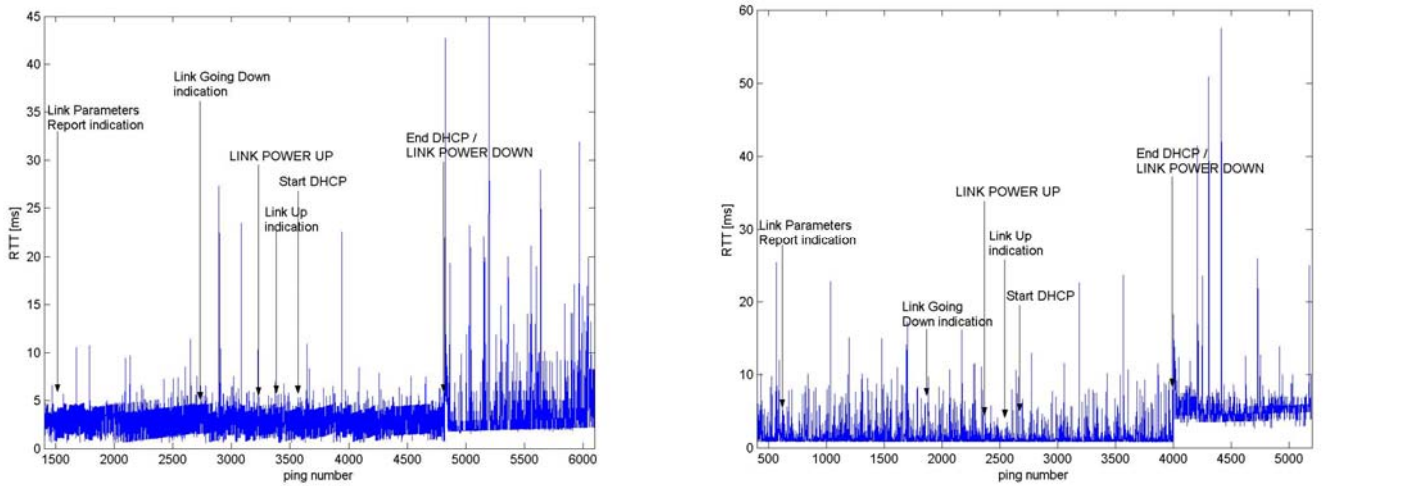 45
40
35
30
25
20
15
10
5
0
RTT [ms]
Link Parameters
Report indication
Link Going Down
indication
LINK POWER UP
Start DHCP
Link Up
indication
End DHCP /
LINK POWER DOWN
1500 2000 2500 3000 3500 4000 4500 5000 5500 6000
ping number
60
50
40
30
20
10
0
RTT [ms]
Link Parameters
Report indication
Link Going
Down indication
LINK POWER UP
Link Up
indication
Start DHCP
End DHCP /
LINK POWER DOWN
500 1000 1500 2000 2500 3000 3500 4000 4500 5000
ping number